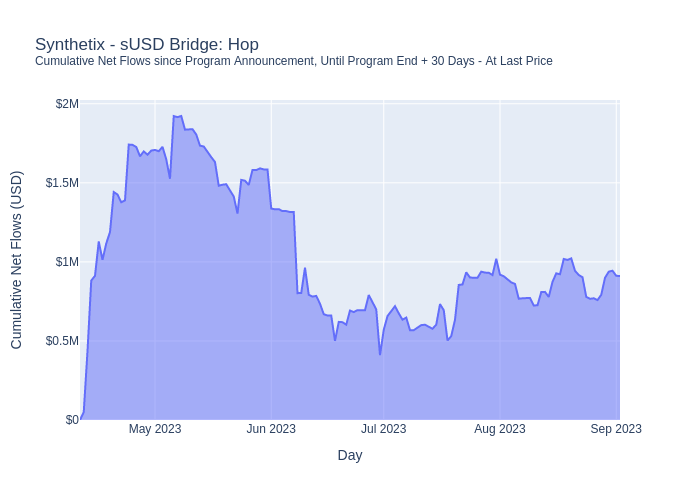 Synthetix - sUSD Bridge: Hop
Cumulative Net Flows since Program Announcement, Until Program End + 30 Days - At Last Price
$2M
$1.5M
$1M
$0.5M
$0
Cumulative Net Flows (USD)
May 2023
Jun 2023
Jul 2023
Aug 2023
Sep 2023
Day